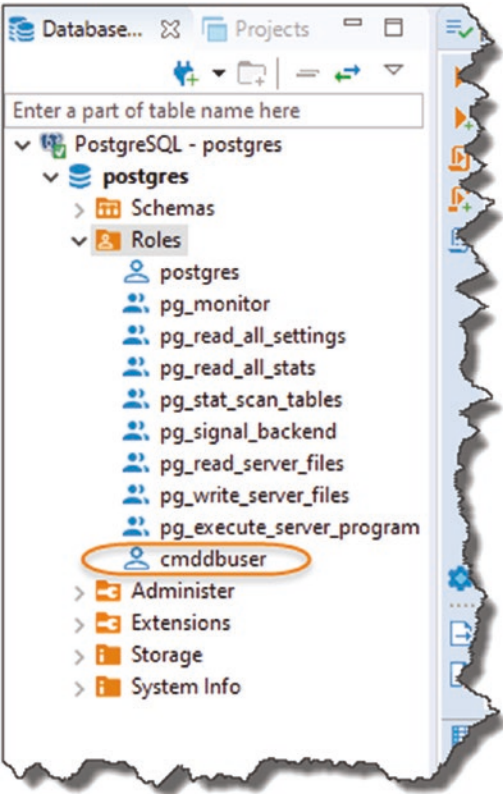 Database... Projects
Enter a part of table name here
PostgreSQL - postgres
postgres
Schemas
Roles
postgres
pg_monitor
pg_read_all_settings
pg_read_all_stats
pg_stat_scan_tables
pg_signal_backend
pg_read_server_files
pg_write_server_files
pg_execute_server_program
cmddbuser
Administer
Extensions
Storage
System Info